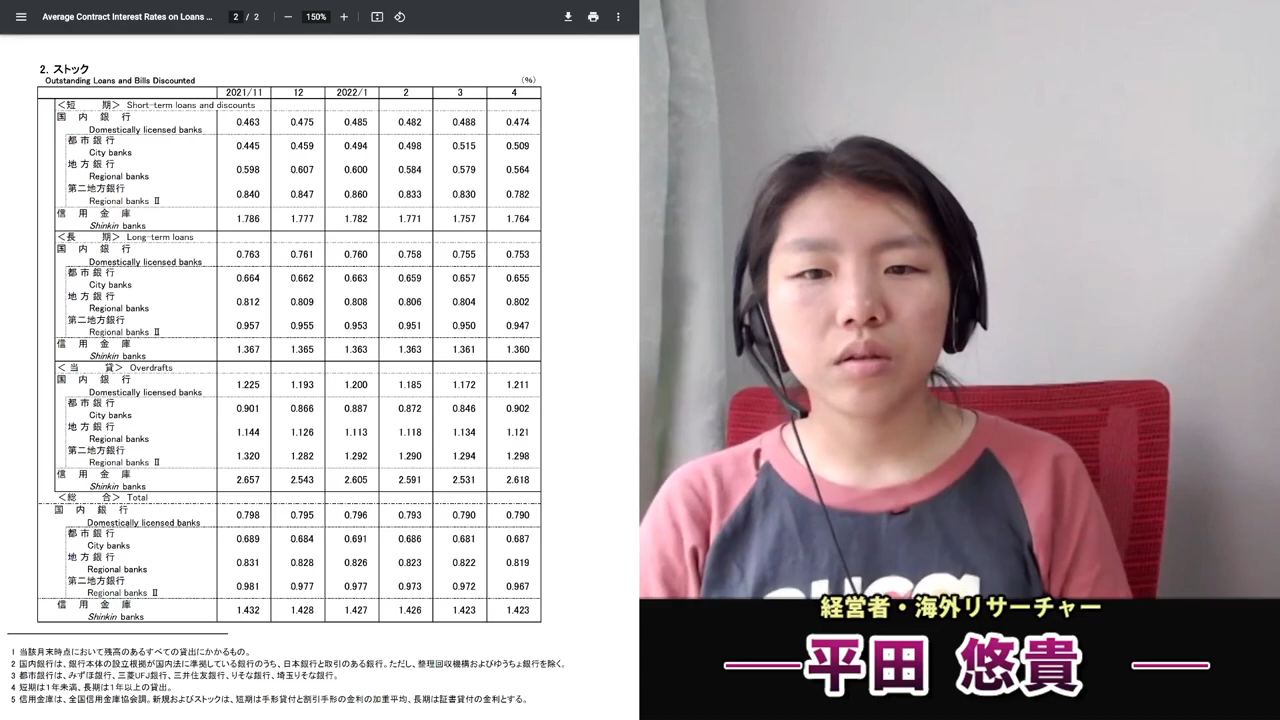 Average Contract Interest Rates on Loans ... 2 / 2 150%
2. ストック
Outstanding Loans and Bills Discounted (%)
2021/11 12 2022/1 2 3 4
<短 期> Short-term loans and discounts
国内銀行 0.463 0.475 0.485 0.482 0.488 0.474
Domestically licensed banks
都市銀行 0.445 0.459 0.494 0.498 0.515 0.509
City banks
地方銀行 0.598 0.607 0.600 0.584 0.579 0.564
Regional banks
第二地方銀行 0.840 0.847 0.860 0.833 0.830 0.782
Regional banks Ⅱ
信用金庫 1.786 1.777 1.782 1.771 1.757 1.764
Shinkin banks
<長 期> Long-term loans
国内銀行 0.763 0.761 0.760 0.758 0.755 0.753
Domestically licensed banks
都市銀行 0.664 0.662 0.663 0.659 0.657 0.655
City banks
地方銀行 0.812 0.809 0.808 0.806 0.804 0.802
Regional banks
第二地方銀行 0.957 0.955 0.953 0.951 0.950 0.947
Regional banks Ⅱ
信用金庫 1.367 1.365 1.363 1.363 1.361 1.360
Shinkin banks
<当 貸> Overdrafts
国内銀行 1.225 1.193 1.200 1.185 1.172 1.211
Domestically licensed banks
都市銀行 0.901 0.866 0.887 0.872 0.846 0.902
City banks
地方銀行 1.144 1.126 1.113 1.118 1.134 1.121
Regional banks
第二地方銀行 1.320 1.282 1.292 1.290 1.294 1.298
Regional banks Ⅱ
信用金庫 2.657 2.543 2.605 2.591 2.531 2.618
Shinkin banks
<総 合> Total
国内銀行 0.798 0.795 0.796 0.793 0.790 0.790
Domestically licensed banks
都市銀行 0.689 0.684 0.691 0.686 0.681 0.687
City banks
地方銀行 0.831 0.828 0.826 0.823 0.822 0.819
Regional banks
第二地方銀行 0.981 0.977 0.977 0.973 0.972 0.967
Regional banks Ⅱ
信用金庫 1.432 1.428 1.427 1.426 1.423 1.423
Shinkin banks
1 当該月末時点において残高のあるすべての貸出にかかるもの。
2 国内銀行は、銀行本体の設立根拠が国内法に準拠している銀行のうち、日本銀行と取引のある銀行。ただし、整理回収機構およびゆうちょ銀行を除く。
3 都市銀行は、みずほ銀行、三菱UFJ銀行、三井住友銀行、りそな銀行、埼玉りそな銀行。
4 短期は1年未満、長期は1年以上の貸出。
5 信用金庫は、全国信用金庫協会調。新規およびストックは、短期は手形貸付と割引手形の金利の加重平均、長期は証書貸付の金利とする。
経営者・海外リサーチャー
平田 悠貴